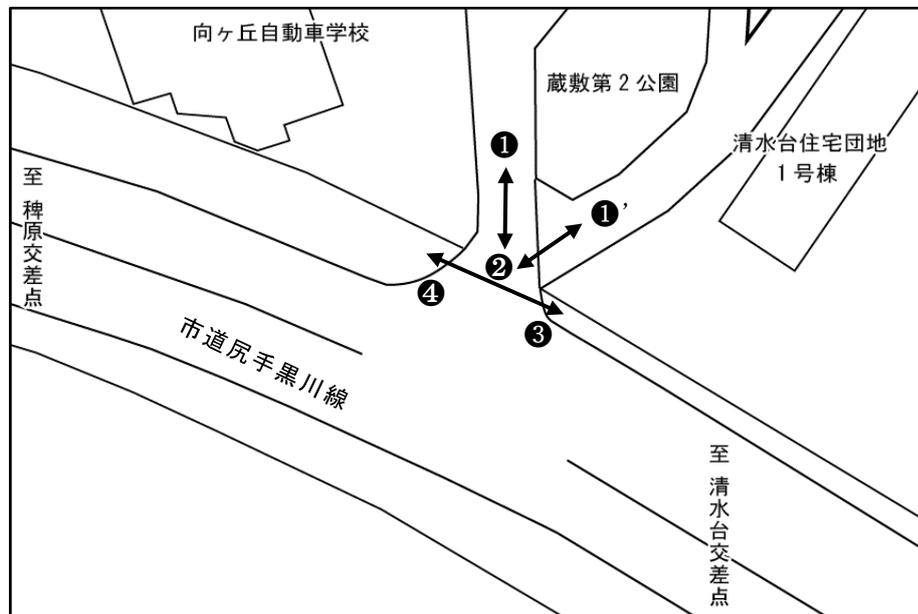 向ヶ丘自動車学校
蔵敷第2公園
清水台住宅団地
1号棟
❶
❶’
❷
❹
❸
至 稗原交差点
市道尻手黒川線
至 清水台交差点